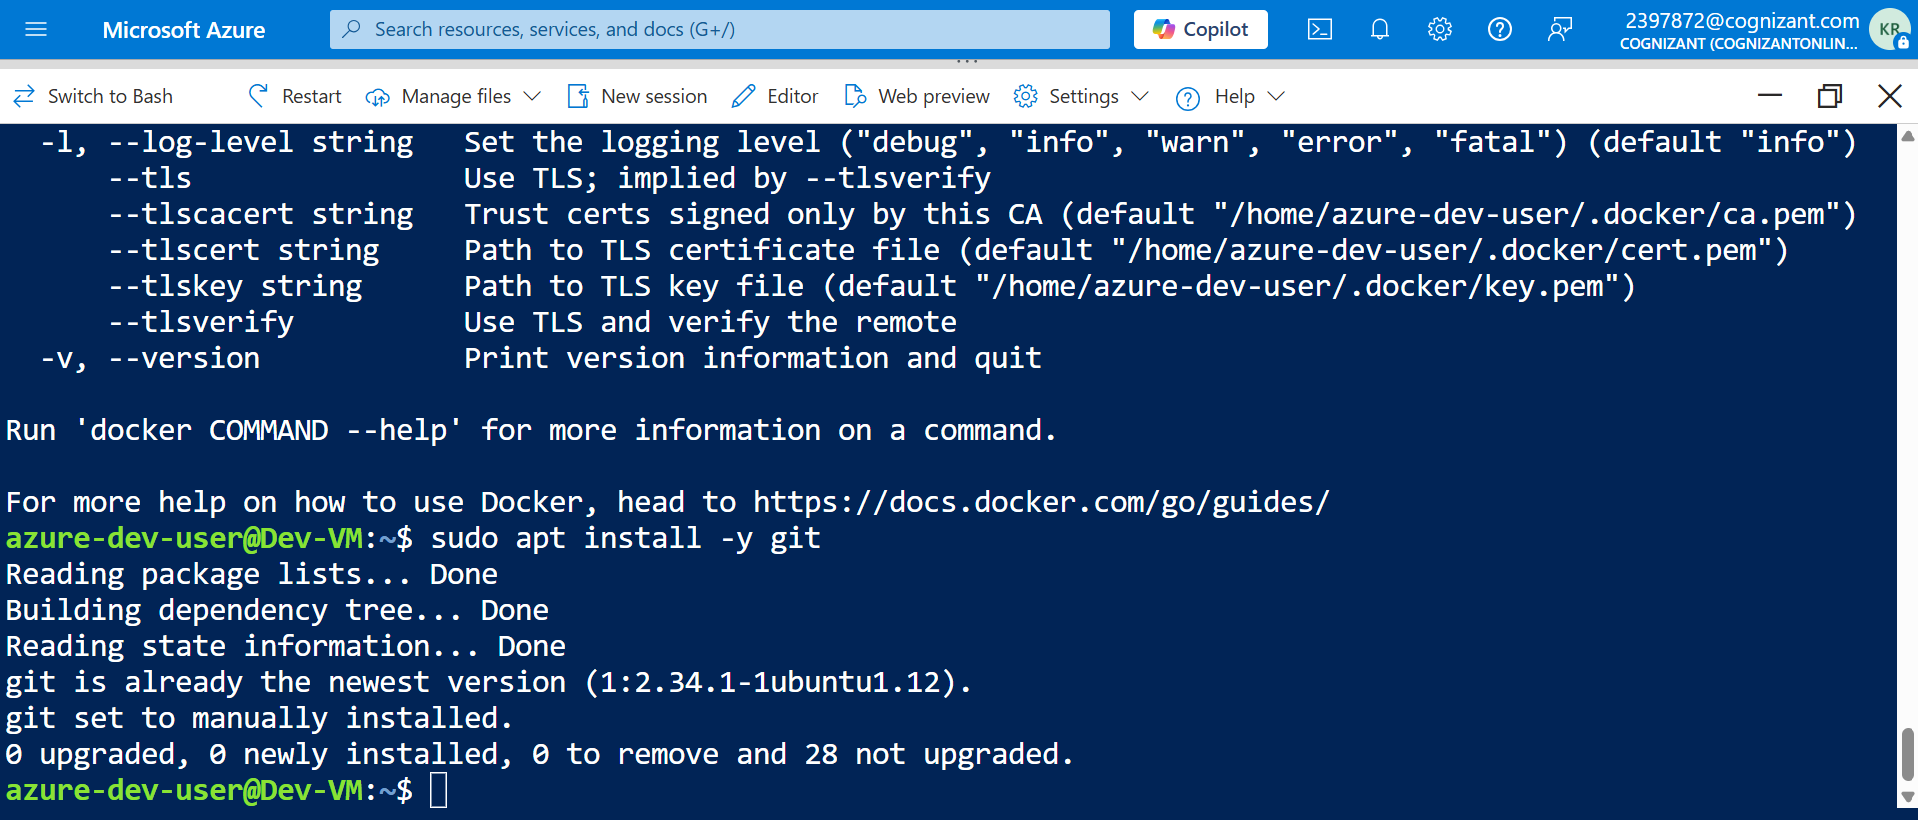 Microsoft Azure
Search resources, services, and docs (G+/)
Copilot
2397872@cognizant.com
COGNIZANT (COGNIZANTONLIN...
KR
Switch to Bash
Restart
Manage files
New session
Editor
Web preview
Settings
Help
-l, --log-level string   Set the logging level ("debug", "info", "warn", "error", "fatal") (default "info")
--tls                Use TLS; implied by --tlsverify
--tlscacert string   Trust certs signed only by this CA (default "/home/azure-dev-user/.docker/ca.pem")
--tlscert string     Path to TLS certificate file (default "/home/azure-dev-user/.docker/cert.pem")
--tlskey string      Path to TLS key file (default "/home/azure-dev-user/.docker/key.pem")
--tlsverify          Use TLS and verify the remote
-v, --version            Print version information and quit
Run 'docker COMMAND --help' for more information on a command.
For more help on how to use Docker, head to https://docs.docker.com/go/guides/
azure-dev-user@Dev-VM:~$ sudo apt install -y git
Reading package lists... Done
Building dependency tree... Done
Reading state information... Done
git is already the newest version (1:2.34.1-1ubuntu1.12).
git set to manually installed.
0 upgraded, 0 newly installed, 0 to remove and 28 not upgraded.
azure-dev-user@Dev-VM:~$